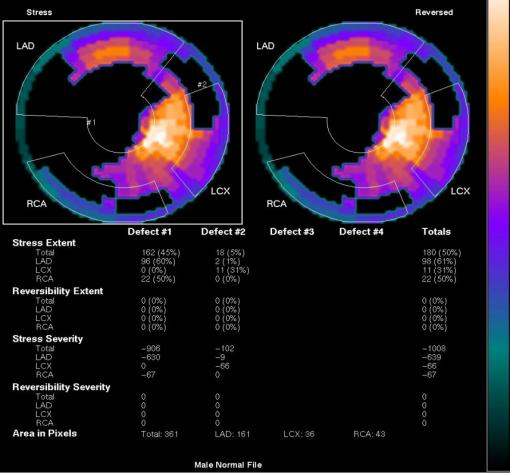 Stress Reversed
LAD LAD
#2
#1
LCX LCX
RCA RCA
Defect #1 Defect #2 Defect #3 Defect #4 Totals
Stress Extent
Total 162 (45%) 18 (5%) 180 (50%)
LAD 96 (60%) 2 (1%) 98 (61%)
LCX 0 (0%) 11 (31%) 11 (31%)
RCA 22 (50%) 0 (0%) 22 (50%)
Reversibility Extent
Total 0 (0%) 0 (0%) 0 (0%)
LAD 0 (0%) 0 (0%) 0 (0%)
LCX 0 (0%) 0 (0%) 0 (0%)
RCA 0 (0%) 0 (0%) 0 (0%)
Stress Severity
Total -906 -102 -1008
LAD -630 -9 -639
LCX 0 -66 -66
RCA -67 0 -67
Reversibility Severity
Total 0 0 0
LAD 0 0 0
LCX 0 0 0
RCA 0 0 0
Area in Pixels Total: 361 LAD: 161 LCX: 36 RCA: 43
Male Normal File